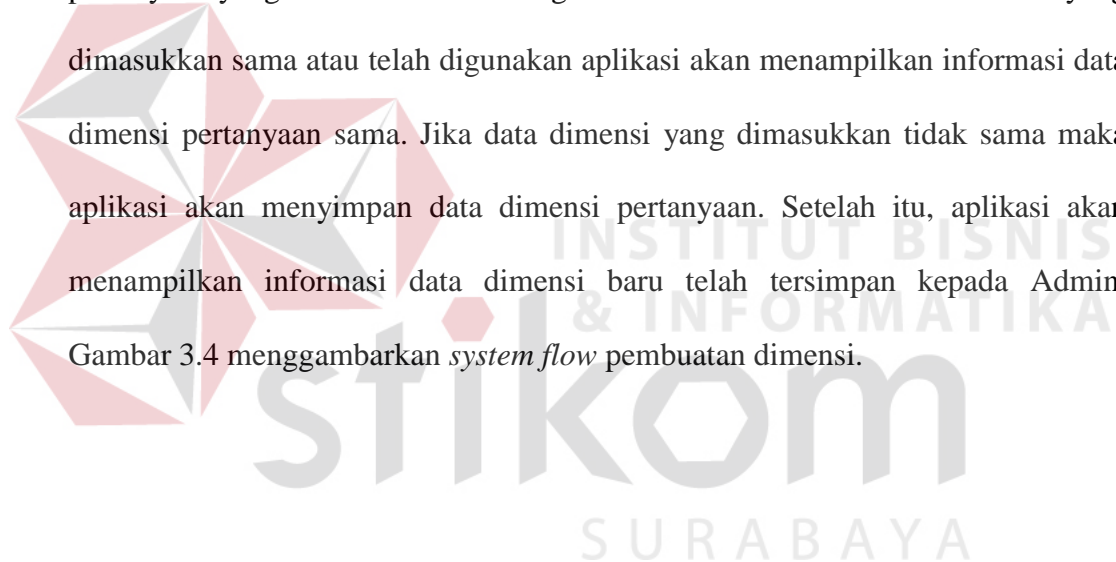 dimasukkan sama atau telah digunakan aplikasi akan menampilkan informasi data
dimensi pertanyaan sama. Jika data dimensi yang dimasukkan tidak sama maka
aplikasi akan menyimpan data dimensi pertanyaan. Setelah itu, aplikasi akan
menampilkan informasi data dimensi baru telah tersimpan kepada Admin
Gambar 3.4 menggambarkan system flow pembuatan dimensi.
INSTITUT BISNIS
& INFORMATIKA
stikom
SURABAYA